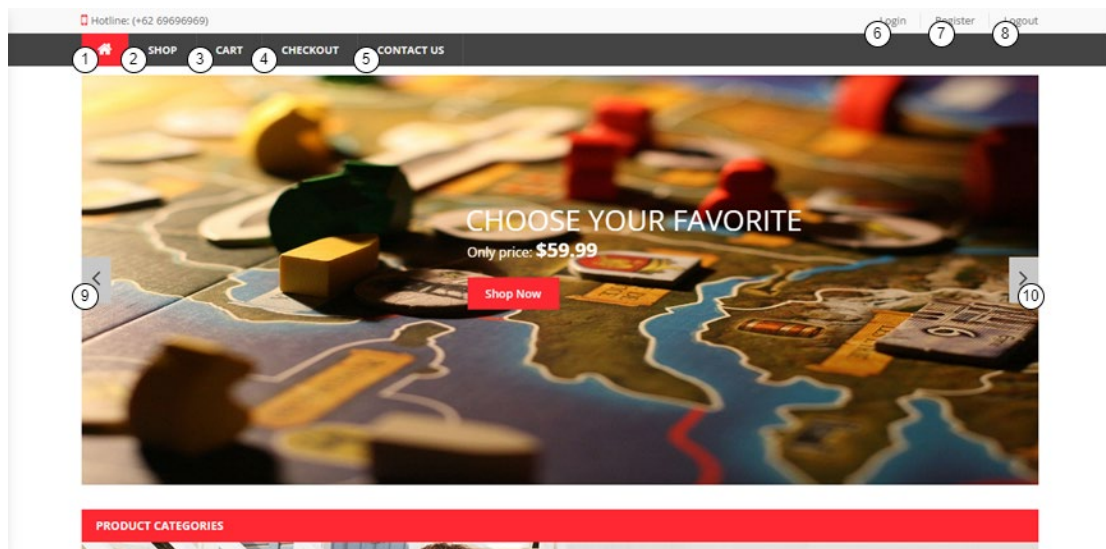 Hotline: (+62 69696969)
Login Register Logout
SHOP CART CHECKOUT CONTACT US
1 2 3 4 5 6 7 8
CHOOSE YOUR FAVORITE
Only price: $59.99
Shop Now
9
10
PRODUCT CATEGORIES